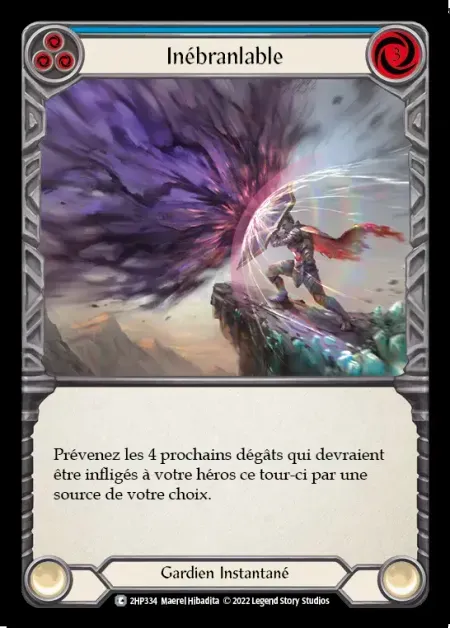 Inébranlable
3
Prévenez les 4 prochains dégâts qui devraient
être infligés à votre héros ce tour-ci par une
source de votre choix.
Gardien Instantané
C 2HP334 Maerel Hibadita © 2022 Legend Story Studios